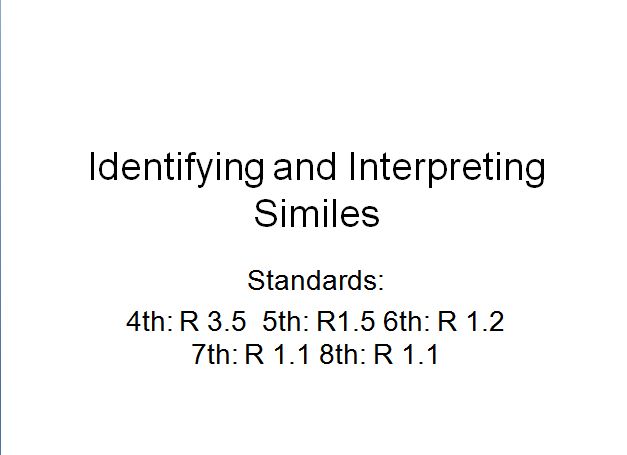 Identifying and Interpreting
Similes
Standards:
4th: R 3.5  5th: R1.5 6th: R 1.2
7th: R 1.1 8th: R 1.1